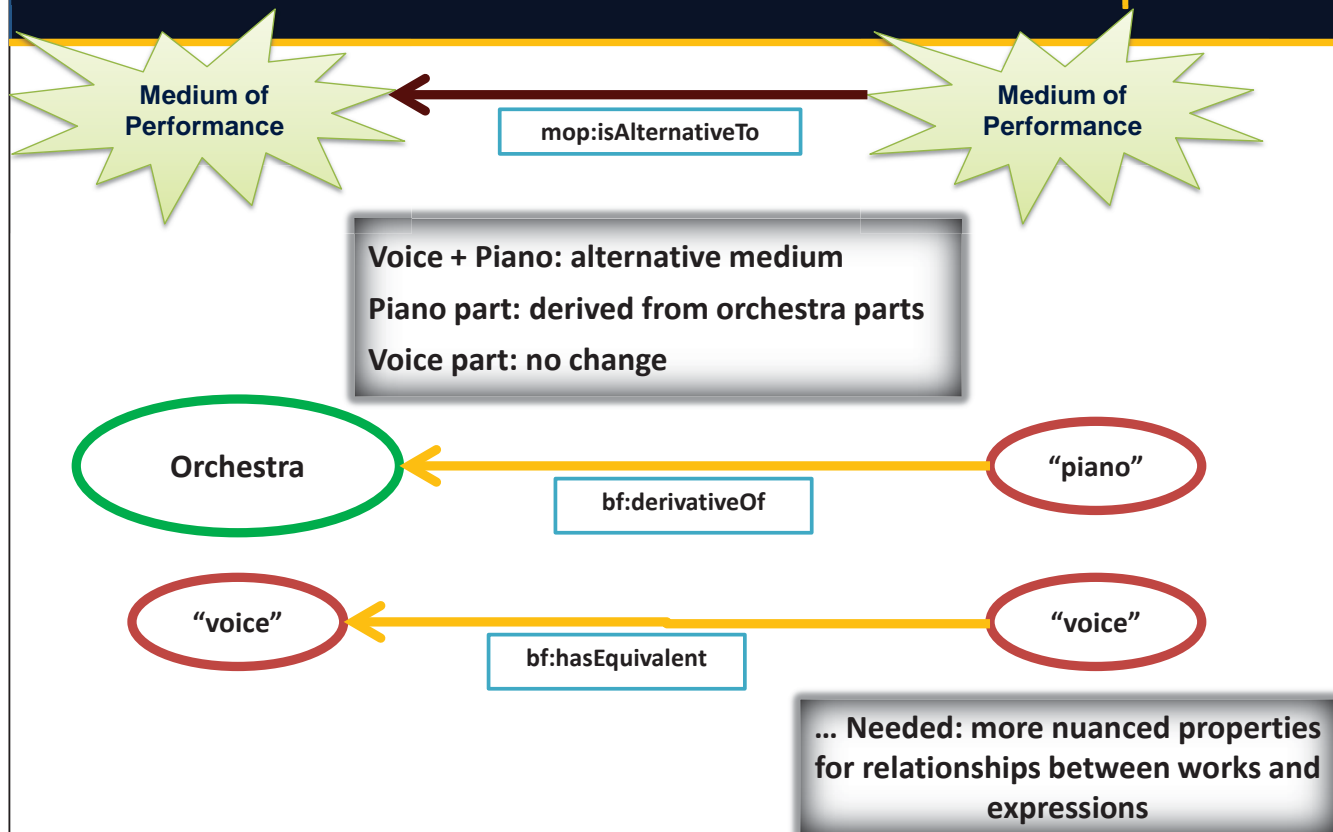 Medium of
Performance
Medium of
Performance
mop:isAlternativeTo
Voice + Piano: alternative medium
Piano part: derived from orchestra parts
Voice part: no change
Orchestra
“piano”
bf:derivativeOf
“voice”
“voice”
bf:hasEquivalent
... Needed: more nuanced properties
for relationships between works and
expressions